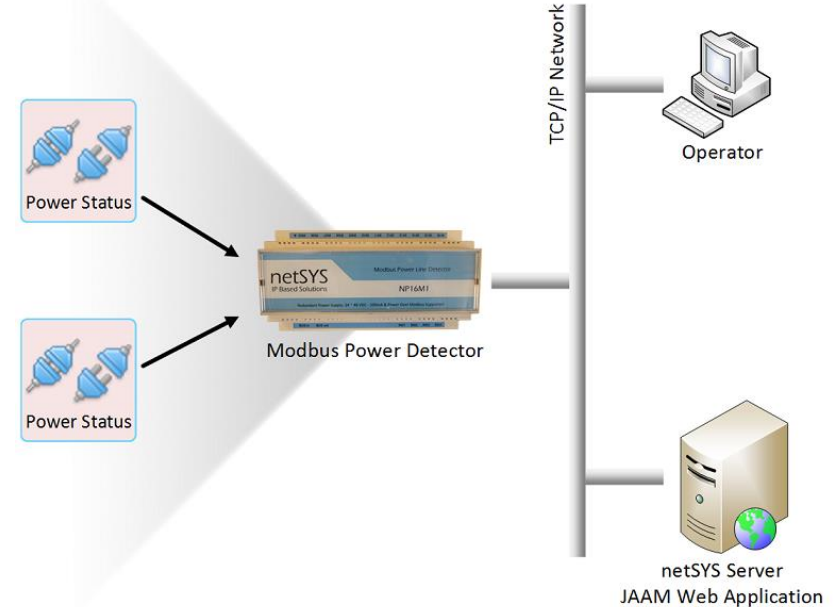 TCP/IP Network
Operator
Power Status
netSYS
IP Based Solutions
Modbus Power Line Detector
NP16M1
Modbus Power Detector
Power Status
netSYS Server
JAAM Web Application